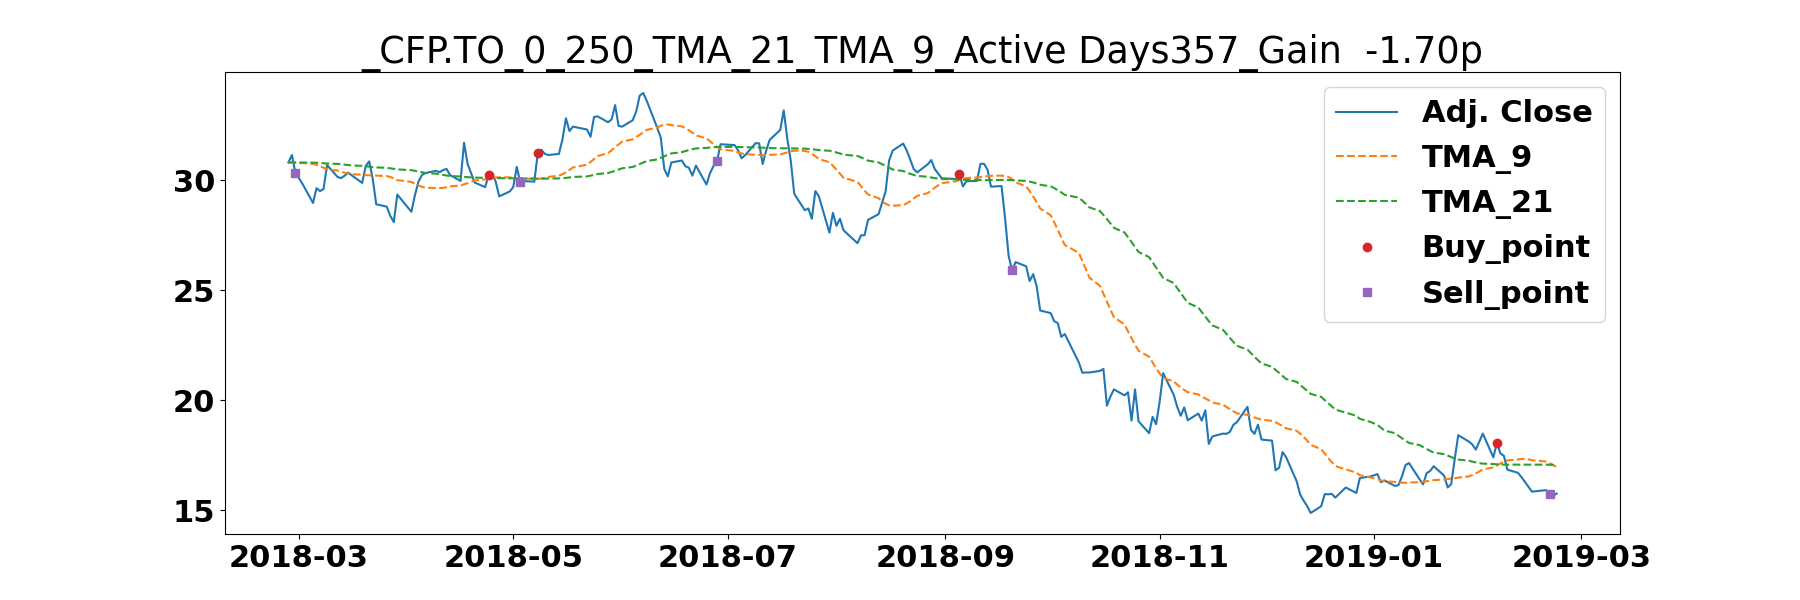 _CFP.TO_0_250_TMA_21_TMA_9_Active Days357_Gain  -1.70p
Adj. Close
TMA_9
TMA_21
Buy_point
Sell_point
30
25
20
15
2018-03 2018-05 2018-07 2018-09 2018-11 2019-01 2019-03